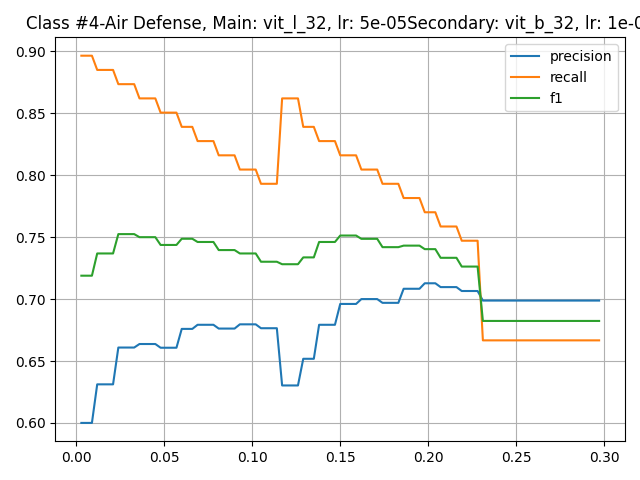 Class #4-Air Defense, Main: vit_l_32, lr: 5e-05Secondary: vit_b_32, lr: 1e-0
0.90
0.85
0.80
0.75
0.70
0.65
0.60
precision
recall
f1
0.00 0.05 0.10 0.15 0.20 0.25 0.30